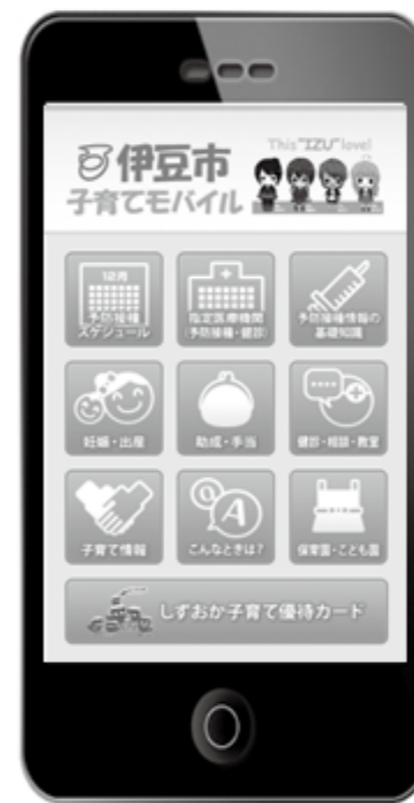 This "IZU" love!
伊豆市
子育てモバイル
12月
予防接種
スケジュール
指定医療機関
(予防接種・健診)
予防接種情報の
基礎知識
妊娠・出産
助成・手当
健診・相談・教室
子育て情報
Q
A
こんなときは?
保育園・こども園
しずおか子育て優待カード